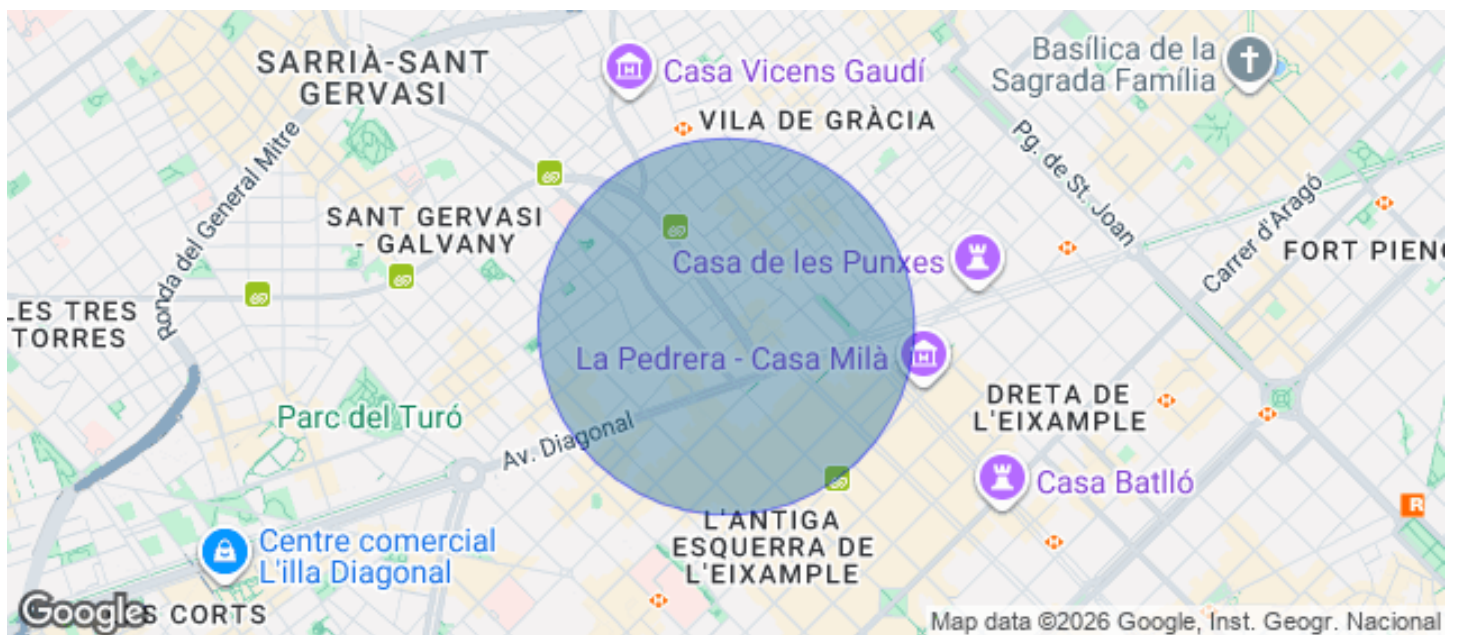 SARRIÀ-SANT
GERVASI
Casa Vicens Gaudí
Basílica de la
Sagrada Família
VILA DE GRÀCIA
Ronda del General Mitre
Pg. de St. Joan
SANT GERVASI
- GALVANY
Casa de les Punxes
Carrer d'Aragó
FORT PIENC
LES TRES
TORRES
La Pedrera - Casa Milà
Parc del Turó
Av. Diagonal
DRETA DE
L'EIXAMPLE
Casa Batlló
R
L'ANTIGA
ESQUERRA DE
L'EIXAMPLE
Centre comercial
L'illa Diagonal
Google
CORTS
Map data ©2026 Google, Inst. Geogr. Nacional